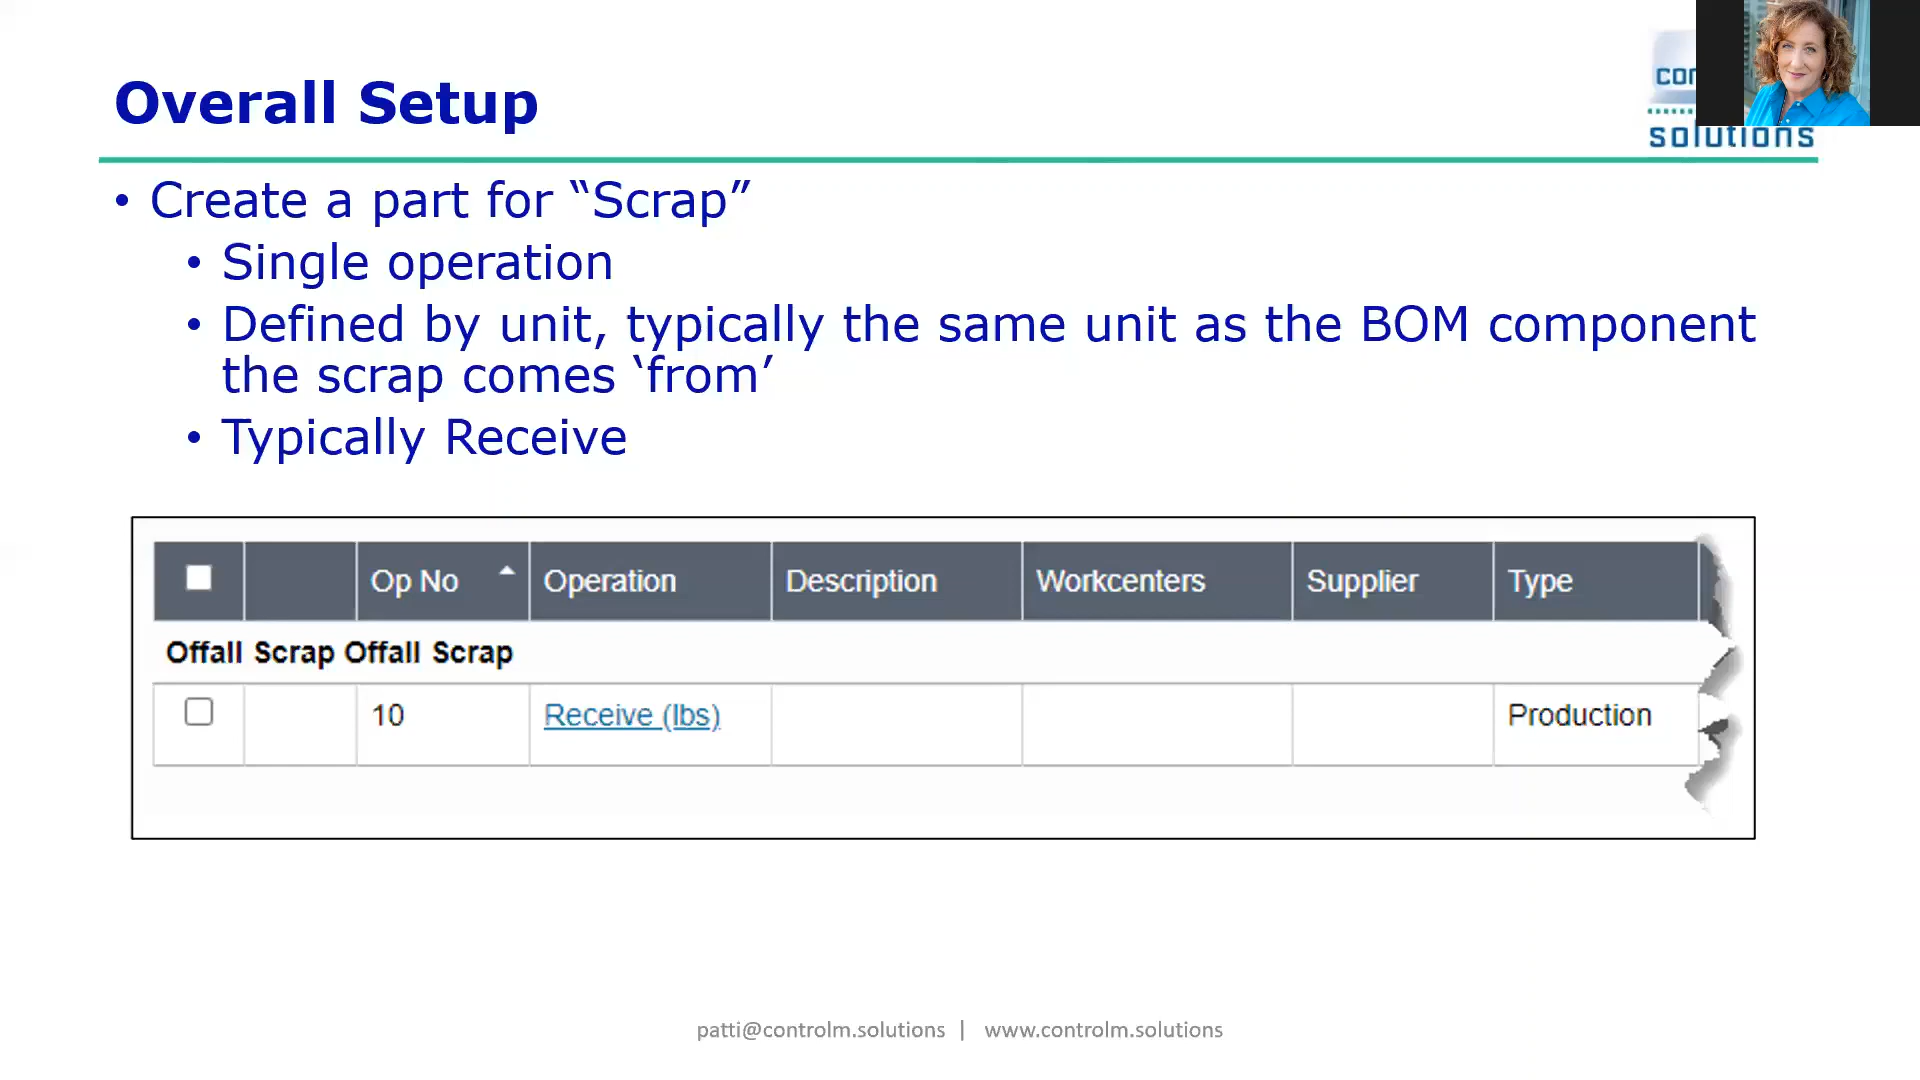 Overall Setup
solutions
• Create a part for “Scrap”
• Single operation
• Defined by unit, typically the same unit as the BOM component
the scrap comes ‘from’
• Typically Receive
Op No Operation Description Workcenters Supplier Type
Offall Scrap Offall Scrap
10 Receive (lbs) Production
patti@controlm.solutions | www.controlm.solutions